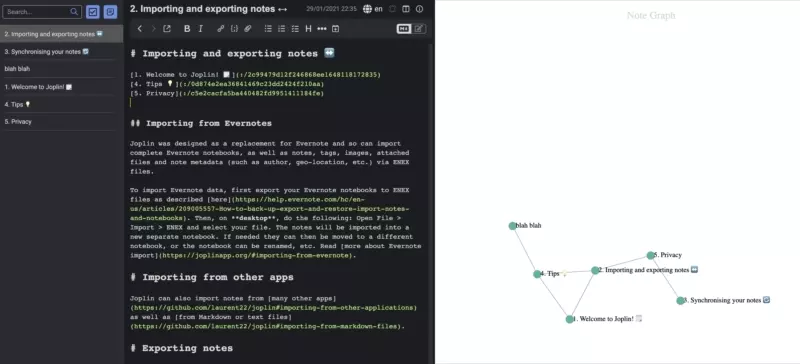 Search...
2. Importing and exporting notes ↔️
3. Synchronising your notes 🔄
blah blah
1. Welcome to Joplin! 🗒️
4. Tips 💡
5. Privacy
2. Importing and exporting notes ↔
29/01/2021 22:35
en
B I
H
# Importing and exporting notes ↔️
[1. Welcome to Joplin! 🗒️](:/2c99479d12f246868ee1648118172835)
[4. Tips 💡](:/0d874e2ea36841469c23dd2424f210aa)
[5. Privacy](:/c5e2cacfa5ba440482fd9951411184fe)
## Importing from Evernotes
Joplin was designed as a replacement for Evernote and so can import
complete Evernote notebooks, as well as notes, tags, images, attached
files and note metadata (such as author, geo-location, etc.) via ENEX
files.
To import Evernote data, first export your Evernote notebooks to ENEX
files as described [here](https://help.evernote.com/hc/en-
us/articles/209005557-How-to-back-up-export-and-restore-import-notes-
and-notebooks). Then, on **desktop**, do the following: Open File >
Import > ENEX and select your file. The notes will be imported into a
new separate notebook. If needed they can then be moved to a different
notebook, or the notebook can be renamed, etc. Read [more about Evernote
import](https://joplinapp.org/#importing-from-evernote).
# Importing from other apps
Joplin can also import notes from [many other apps]
(https://github.com/laurent22/joplin#importing-from-other-applications)
as well as [from Markdown or text files]
(https://github.com/laurent22/joplin#importing-from-markdown-files).
# Exporting notes
Note Graph
blah blah
5. Privacy
4. Tips 💡
2. Importing and exporting notes ↔️
3. Synchronising your notes 🔄
1. Welcome to Joplin! 🗒️